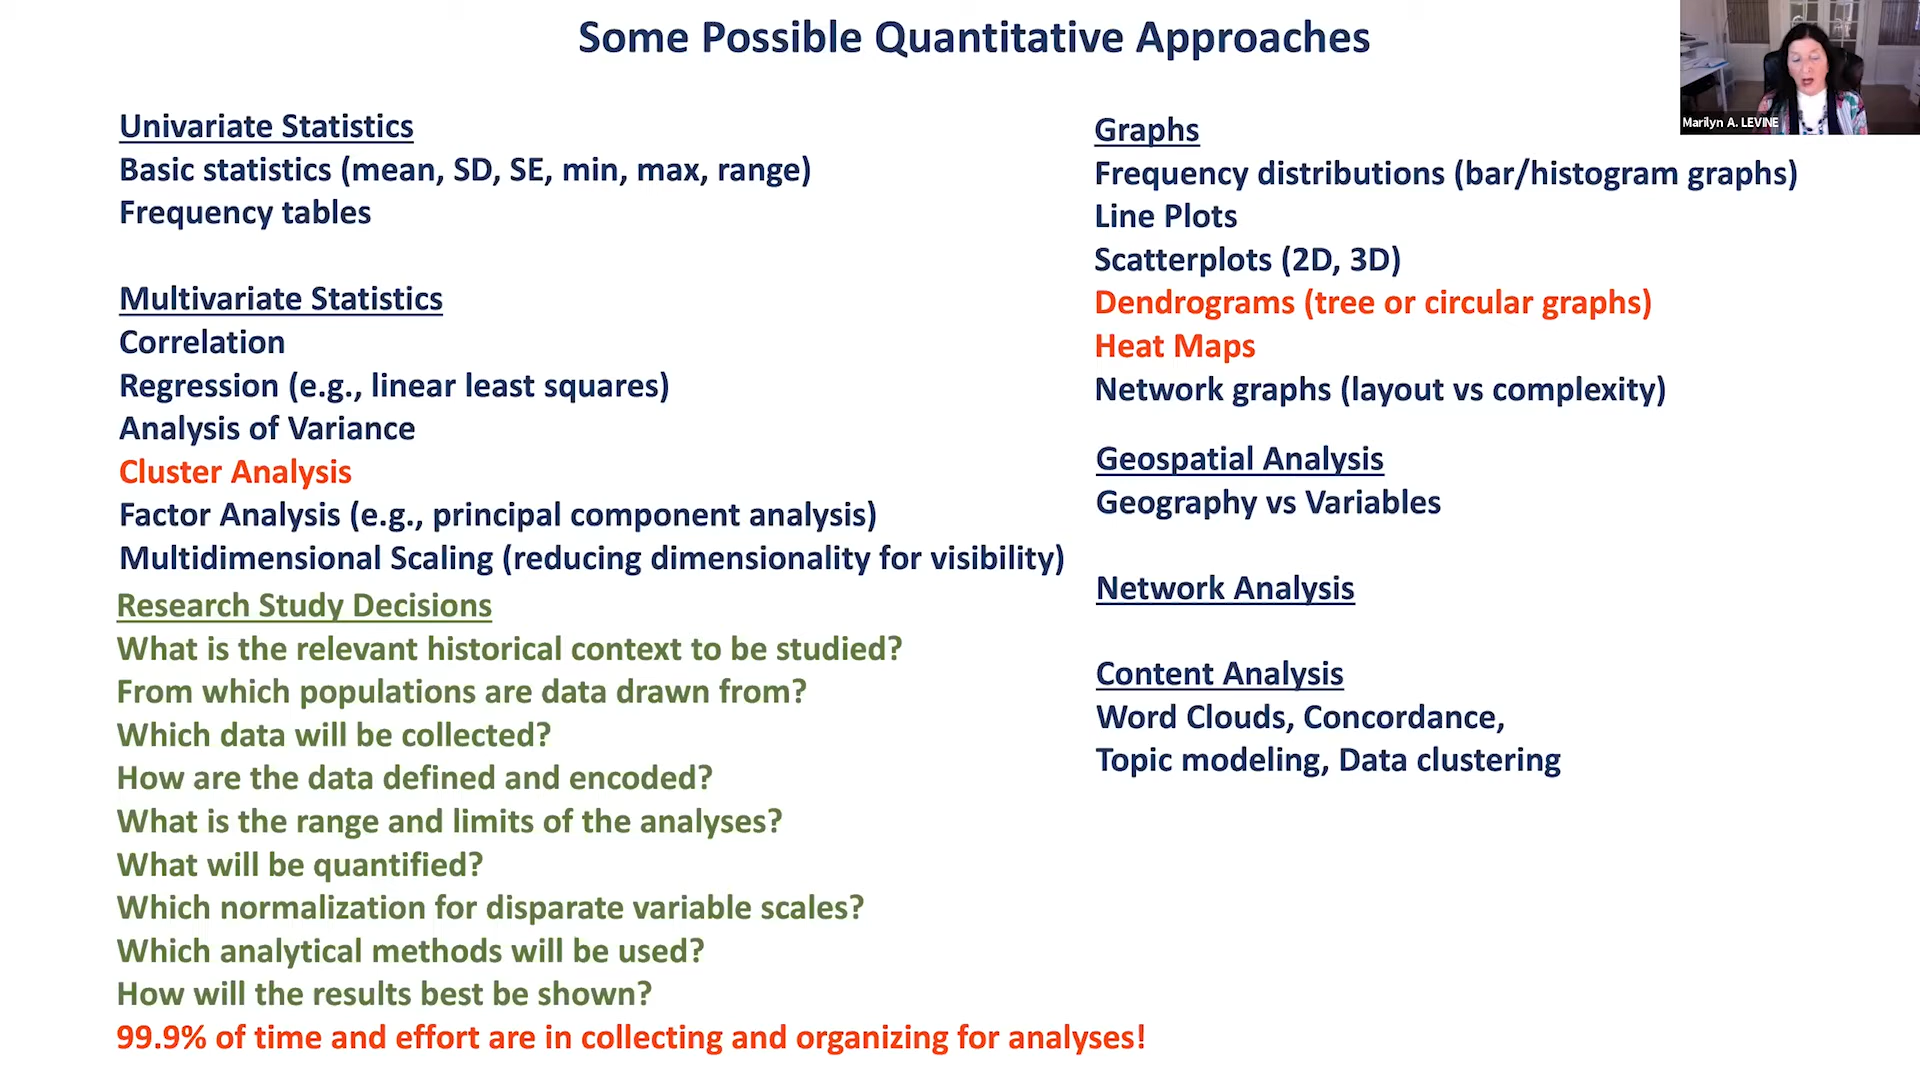 Some Possible Quantitative Approaches
Marilyn A. LEVINE
Univariate Statistics
Basic statistics (mean, SD, SE, min, max, range)
Frequency tables
Multivariate Statistics
Correlation
Regression (e.g., linear least squares)
Analysis of Variance
Cluster Analysis
Factor Analysis (e.g., principal component analysis)
Multidimensional Scaling (reducing dimensionality for visibility)
Research Study Decisions
What is the relevant historical context to be studied?
From which populations are data drawn from?
Which data will be collected?
How are the data defined and encoded?
What is the range and limits of the analyses?
What will be quantified?
Which normalization for disparate variable scales?
Which analytical methods will be used?
How will the results best be shown?
99.9% of time and effort are in collecting and organizing for analyses!
Graphs
Frequency distributions (bar/histogram graphs)
Line Plots
Scatterplots (2D, 3D)
Dendrograms (tree or circular graphs)
Heat Maps
Network graphs (layout vs complexity)
Geospatial Analysis
Geography vs Variables
Network Analysis
Content Analysis
Word Clouds, Concordance,
Topic modeling, Data clustering